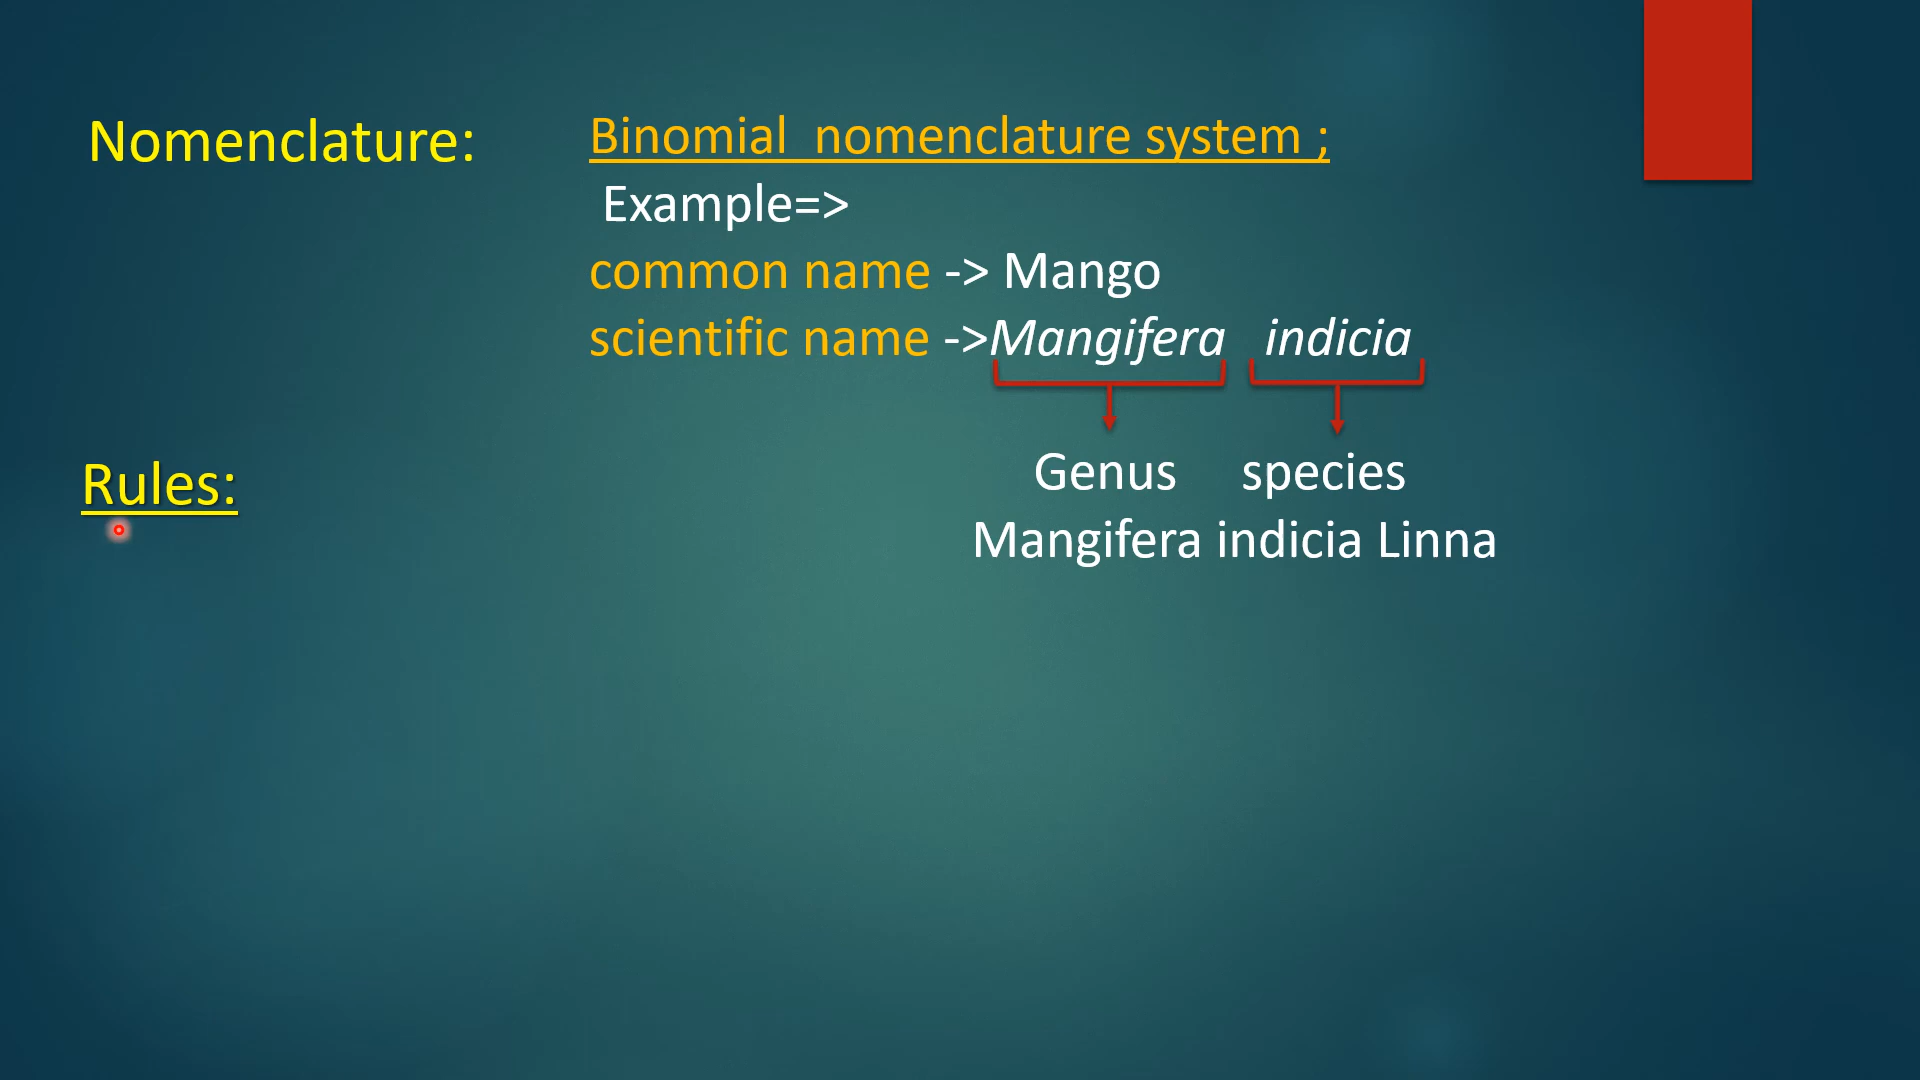 Nomenclature:
Binomial nomenclature system ;
Example=>
common name -> Mango
scientific name ->Mangifera indicia
Genus species
Rules:
Mangifera indicia Linna